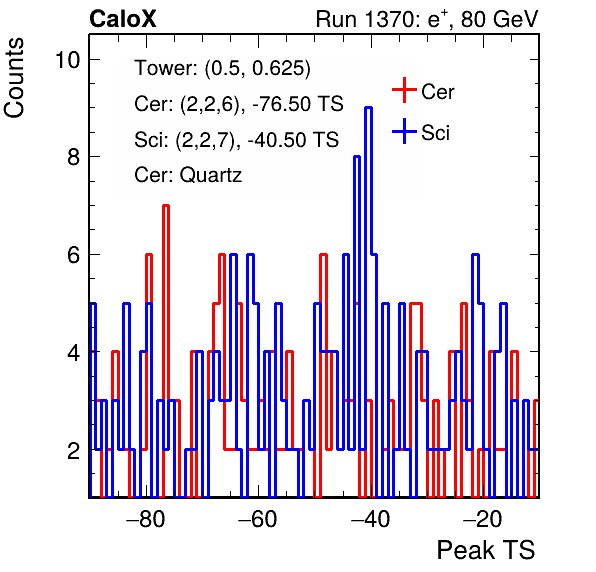 CaloX Run 1370: e⁺, 80 GeV
Counts
Tower: (0.5, 0.625)
Cer: (2,2,6), -76.50 TS
Sci: (2,2,7), -40.50 TS
Cer: Quartz
Cer
Sci
10
8
6
4
2
−80 −60 −40 −20
Peak TS